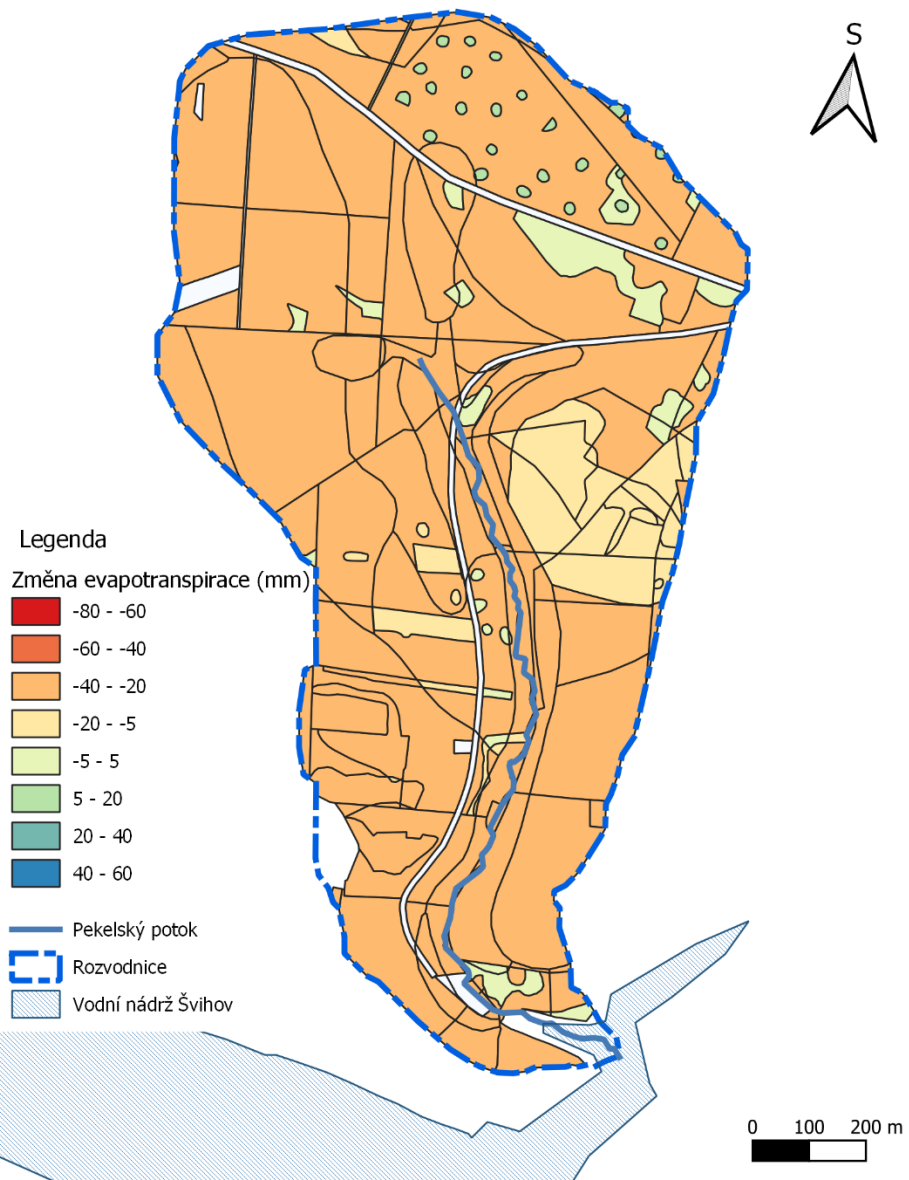 S
Legenda
Změna evapotranspirace (mm)
-80 - -60
-60 - -40
-40 - -20
-20 - -5
-5 - 5
5 - 20
20 - 40
40 - 60
Pekelský potok
Rozvodnice
Vodní nádrž Švihov
0 100 200 m